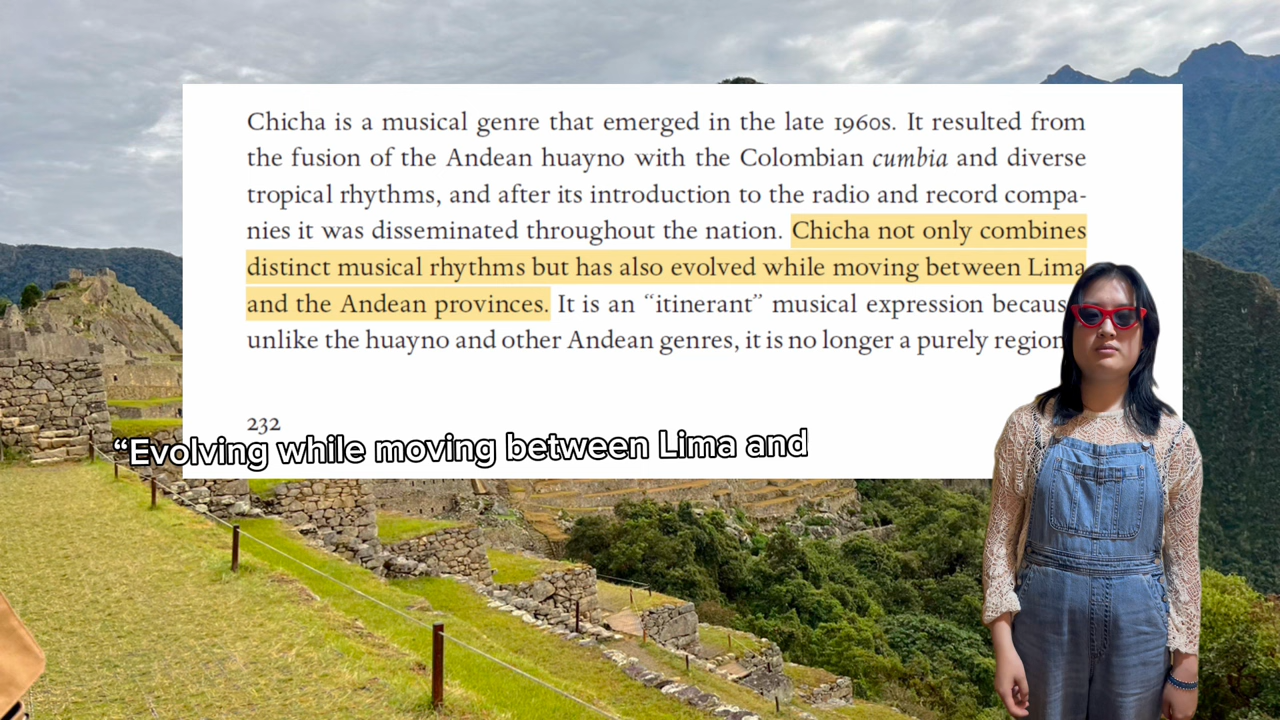 Chicha is a musical genre that emerged in the late 1960s. It resulted from
the fusion of the Andean huayno with the Colombian cumbia and diverse
tropical rhythms, and after its introduction to the radio and record compa-
nies it was disseminated throughout the nation. Chicha not only combines
distinct musical rhythms but has also evolved while moving between Lima
and the Andean provinces. It is an “itinerant” musical expression becaus
unlike the huayno and other Andean genres, it is no longer a purely region
232
“Evolving while moving between Lima and